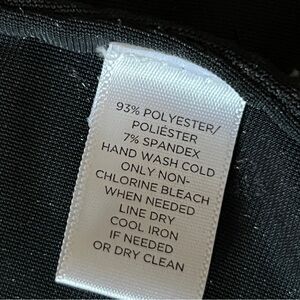 93% POLYESTER/
POLIÉSTER
7% SPANDEX
HAND WASH COLD
ONLY NON-
CHLORINE BLEACH
WHEN NEEDED
LINE DRY
COOL IRON
IF NEEDED
OR DRY CLEAN